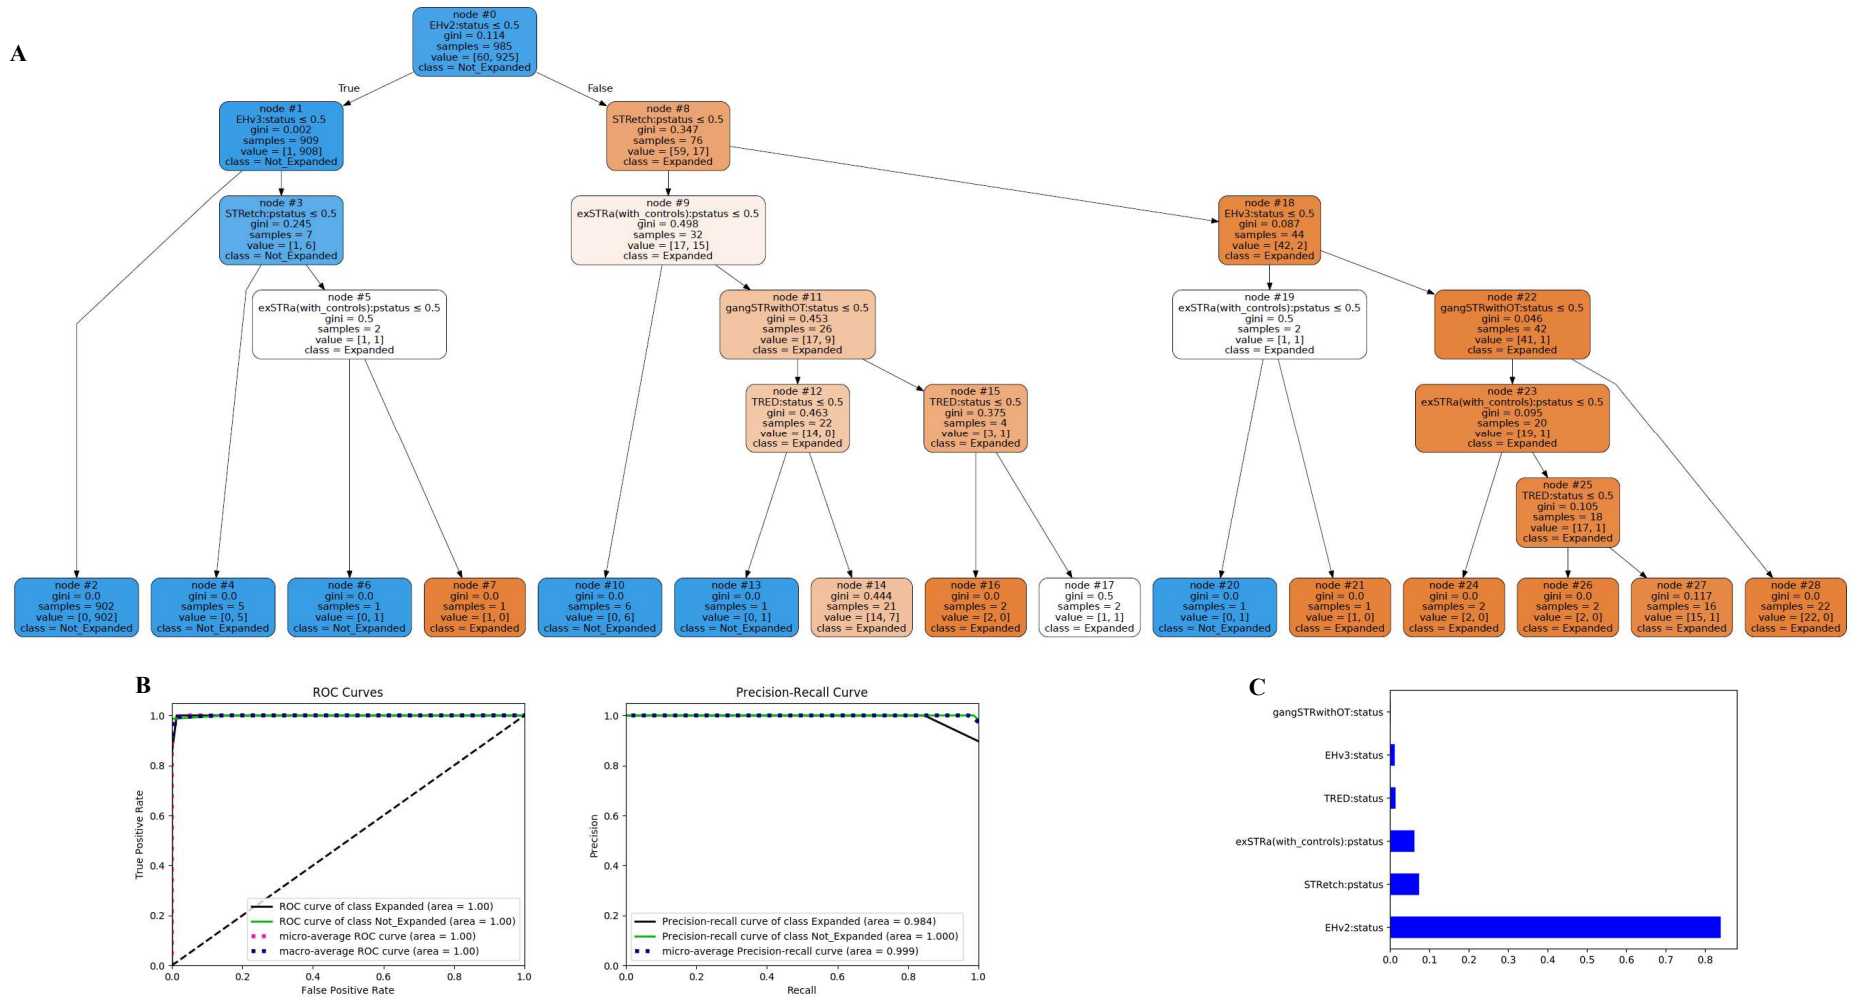 A
node #0
EHv2:status ≤ 0.5
gini = 0.114
samples = 985
value = [60, 925]
class = Not_Expanded
True
False
node #1
EHv3:status ≤ 0.5
gini = 0.002
samples = 909
value = [1, 908]
class = Not_Expanded
node #8
STRetch:pstatus ≤ 0.5
gini = 0.347
samples = 76
value = [59, 17]
class = Expanded
node #3
STRetch:pstatus ≤ 0.5
gini = 0.245
samples = 7
value = [1, 6]
class = Not_Expanded
node #9
exSTRa(with_controls):pstatus ≤ 0.5
gini = 0.498
samples = 32
value = [17, 15]
class = Expanded
node #18
EHv3:status ≤ 0.5
gini = 0.087
samples = 44
value = [42, 2]
class = Expanded
node #5
exSTRa(with_controls):pstatus ≤ 0.5
gini = 0.5
samples = 2
value = [1, 1]
class = Expanded
node #11
gangSTRwithOT:status ≤ 0.5
gini = 0.453
samples = 26
value = [17, 9]
class = Expanded
node #19
exSTRa(with_controls):pstatus ≤ 0.5
gini = 0.5
samples = 2
value = [1, 1]
class = Expanded
node #22
gangSTRwithOT:status ≤ 0.5
gini = 0.046
samples = 42
value = [41, 1]
class = Expanded
node #12
TRED:status ≤ 0.5
gini = 0.463
samples = 22
value = [14, 8]
class = Expanded
node #15
TRED:status ≤ 0.5
gini = 0.375
samples = 4
value = [3, 1]
class = Expanded
node #23
exSTRa(with_controls):pstatus ≤ 0.5
gini = 0.095
samples = 20
value = [19, 1]
class = Expanded
node #25
TRED:status ≤ 0.5
gini = 0.105
samples = 18
value = [17, 1]
class = Expanded
node #2
gini = 0.0
samples = 902
value = [0, 902]
class = Not_Expanded
node #4
gini = 0.0
samples = 5
value = [0, 5]
class = Not_Expanded
node #6
gini = 0.0
samples = 1
value = [0, 1]
class = Not_Expanded
node #7
gini = 0.0
samples = 1
value = [1, 0]
class = Expanded
node #10
gini = 0.0
samples = 6
value = [0, 6]
class = Not_Expanded
node #13
gini = 0.0
samples = 1
value = [0, 1]
class = Not_Expanded
node #14
gini = 0.444
samples = 21
value = [14, 7]
class = Expanded
node #16
gini = 0.0
samples = 2
value = [2, 0]
class = Expanded
node #17
gini = 0.5
samples = 2
value = [1, 1]
class = Expanded
node #20
gini = 0.0
samples = 1
value = [0, 1]
class = Not_Expanded
node #21
gini = 0.0
samples = 1
value = [1, 0]
class = Expanded
node #24
gini = 0.0
samples = 2
value = [2, 0]
class = Expanded
node #26
gini = 0.0
samples = 2
value = [2, 0]
class = Expanded
node #27
gini = 0.117
samples = 16
value = [15, 1]
class = Expanded
node #28
gini = 0.0
samples = 22
value = [22, 0]
class = Expanded
B
ROC Curves
True Positive Rate
1.0
0.8
0.6
0.4
0.2
0.0
ROC curve of class Expanded (area = 1.00)
ROC curve of class Not_Expanded (area = 1.00)
micro-average ROC curve (area = 1.00)
macro-average ROC curve (area = 1.00)
0.0 0.2 0.4 0.6 0.8 1.0
False Positive Rate
Precision-Recall Curve
Precision
1.0
0.8
0.6
0.4
0.2
0.0
Precision-recall curve of class Expanded (area = 0.984)
Precision-recall curve of class Not_Expanded (area = 1.000)
micro-average Precision-recall curve (area = 0.999)
0.0 0.2 0.4 0.6 0.8 1.0
Recall
C
gangSTRwithOT:status
EHv3:status
TRED:status
exSTRa(with_controls):pstatus
STRetch:pstatus
EHv2:status
0.0 0.1 0.2 0.3 0.4 0.5 0.6 0.7 0.8